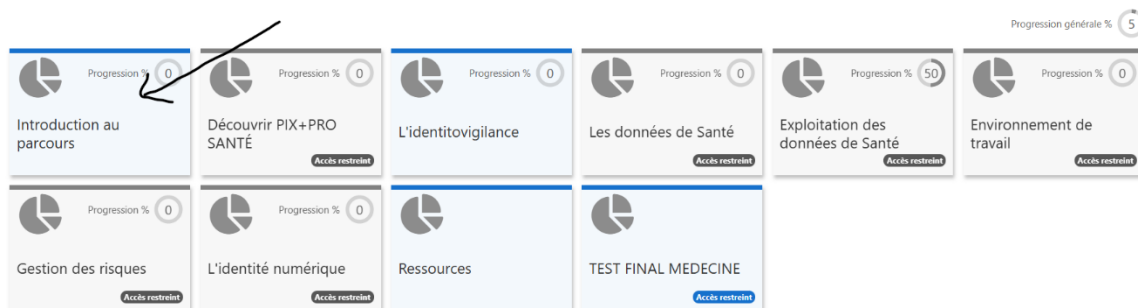 Progression générale % 5
Progression % 0
Introduction au
parcours
Progression % 0
Découvrir PIX+PRO
SANTÉ
Accès restreint
Progression % 0
L'identitovigilance
Progression % 0
Les données de Santé
Accès restreint
Progression % 50
Exploitation des
données de Santé
Accès restreint
Progression % 0
Environnement de
travail
Accès restreint
Progression % 0
Gestion des risques
Accès restreint
Progression % 0
L'identité numérique
Accès restreint
Ressources
TEST FINAL MEDECINE
Accès restreint